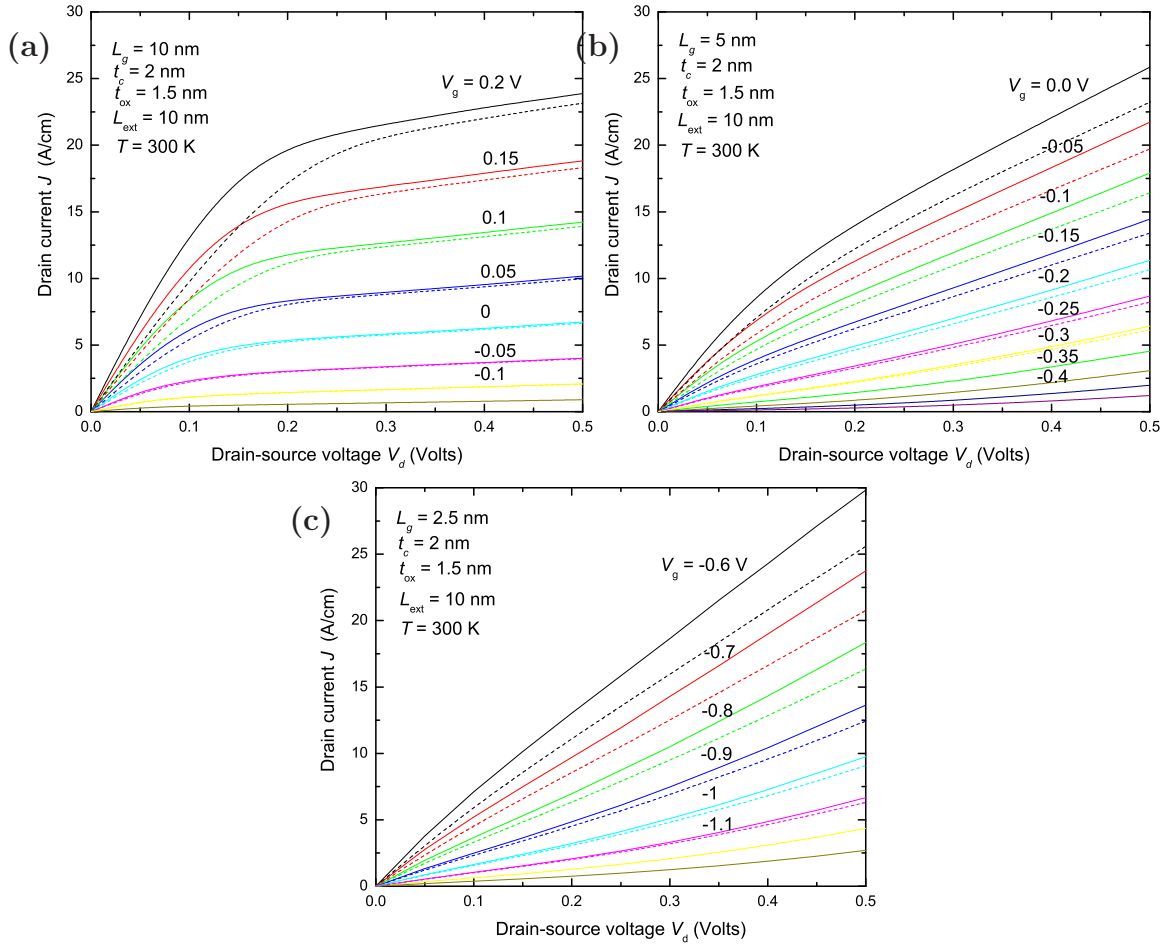 (a)
L_g = 10 nm
t_c = 2 nm
t_ox = 1.5 nm
L_ext = 10 nm
T = 300 K
V_g = 0.2 V
0.15
0.1
0.05
0
-0.05
-0.1
30
25
20
15
10
5
0
0.0 0.1 0.2 0.3 0.4 0.5
Drain current J (A/cm)
Drain-source voltage V_d (Volts)
(b)
L_g = 5 nm
t_c = 2 nm
t_ox = 1.5 nm
L_ext = 10 nm
T = 300 K
V_g = 0.0 V
-0.05
-0.1
-0.15
-0.2
-0.25
-0.3
-0.35
-0.4
30
25
20
15
10
5
0
0.0 0.1 0.2 0.3 0.4 0.5
Drain current J (A/cm)
Drain-source voltage V_d (Volts)
(c)
L_g = 2.5 nm
t_c = 2 nm
t_ox = 1.5 nm
L_ext = 10 nm
T = 300 K
V_g = -0.6 V
-0.7
-0.8
-0.9
-1
-1.1
30
25
20
15
10
5
0
0.0 0.1 0.2 0.3 0.4 0.5
Drain current J (A/cm)
Drain-source voltage V_d (Volts)